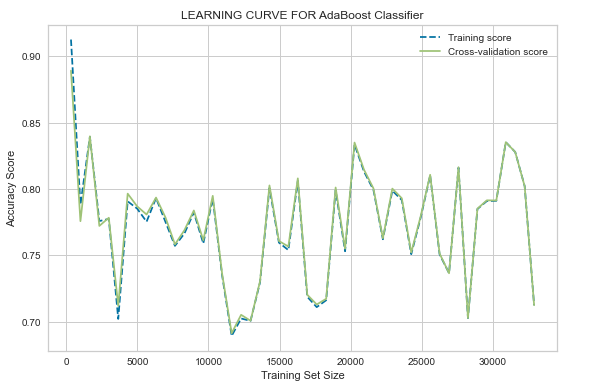 LEARNING CURVE FOR AdaBoost Classifier
Training score
Cross-validation score
0.90
0.85
0.80
0.75
0.70
Accuracy Score
0 5000 10000 15000 20000 25000 30000
Training Set Size